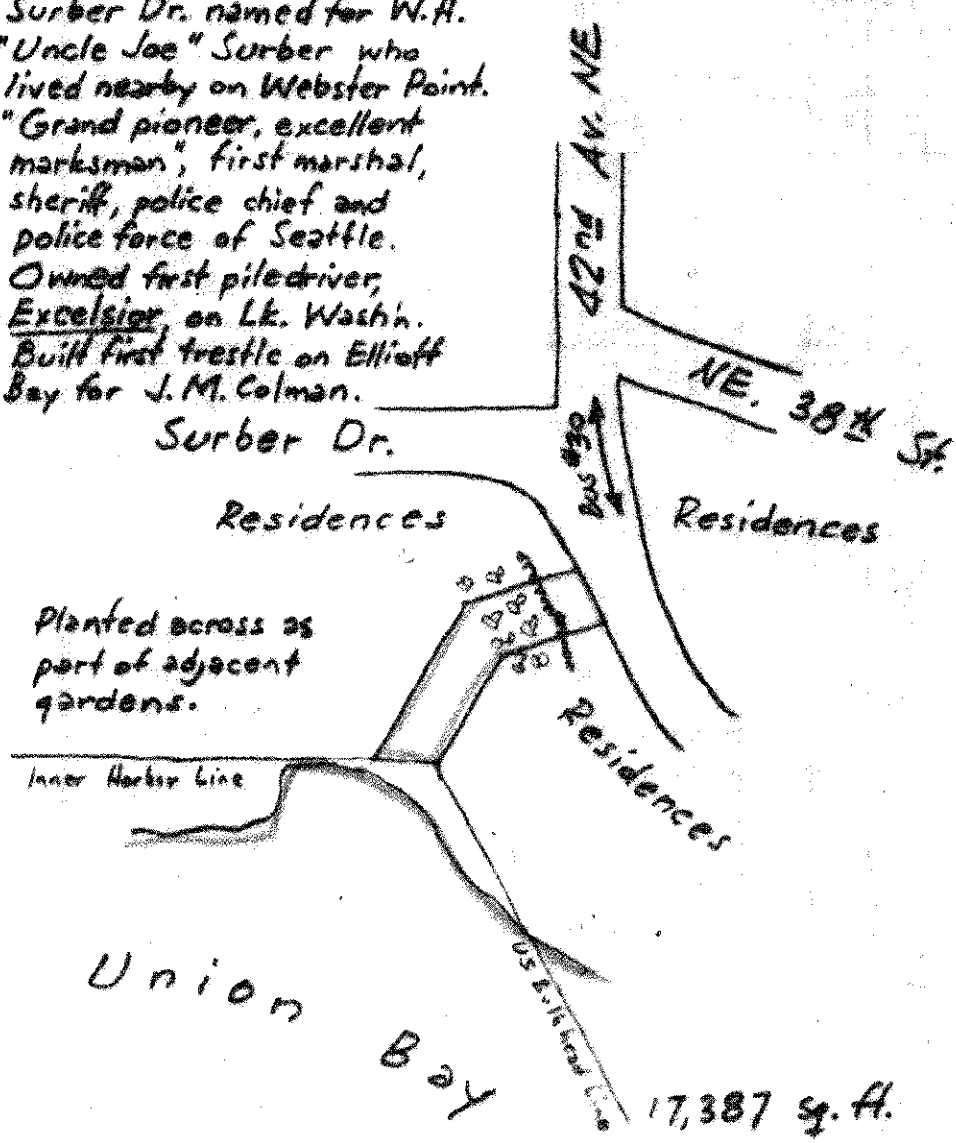 Surber Dr. named for W.H.
"Uncle Joe" Surber who
lived nearby on Webster Point.
"Grand pioneer, excellent
marksman", first marshal,
sheriff, police chief and
police force of Seattle.
Owned first piledriver,
Excelsior, on Lk. Wash'n.
Built first trestle on Elliott
Bay for J.M. Colman.
42nd Av. NE
NE. 38th St.
Surber Dr.
Bus #30
Residences
Residences
Planted across as
part of adjacent
gardens.
Residences
Inner Harbor Line
US Bulkhead Line
Union Bay
17,387 sq. ft.